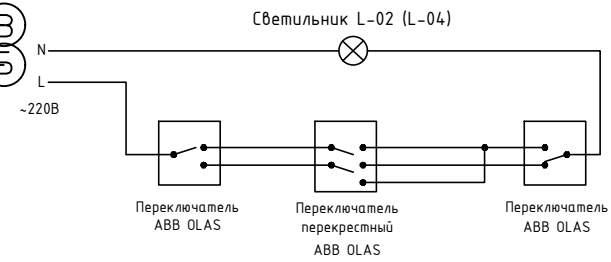 Светильник L-02 (L-04)
N
L
~220В
Переключатель
ABB OLAS
Переключатель
перекрестный
ABB OLAS
Переключатель
ABB OLAS